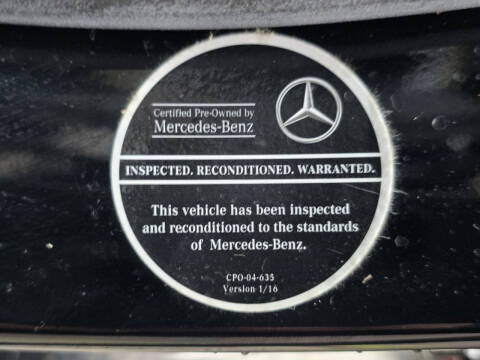 Certified Pre-Owned by
Mercedes-Benz
INSPECTED. RECONDITIONED. WARRANTED.
This vehicle has been inspected
and reconditioned to the standards
of Mercedes-Benz.
CPO-04-635
Version 1/16